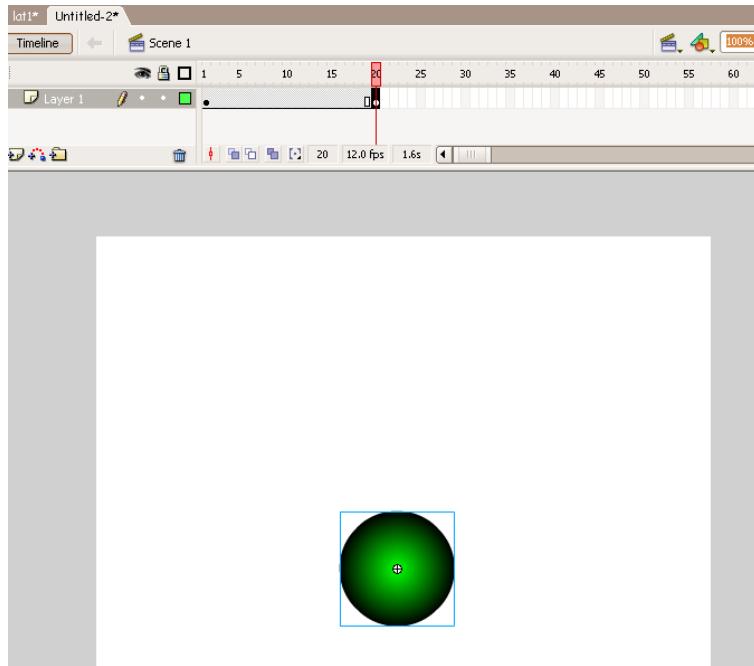 lat1* Untitled-2*
Timeline Scene 1 100%
1 5 10 15 20 25 30 35 40 45 50 55 60
Layer 1
20 12.0 fps 1.6s